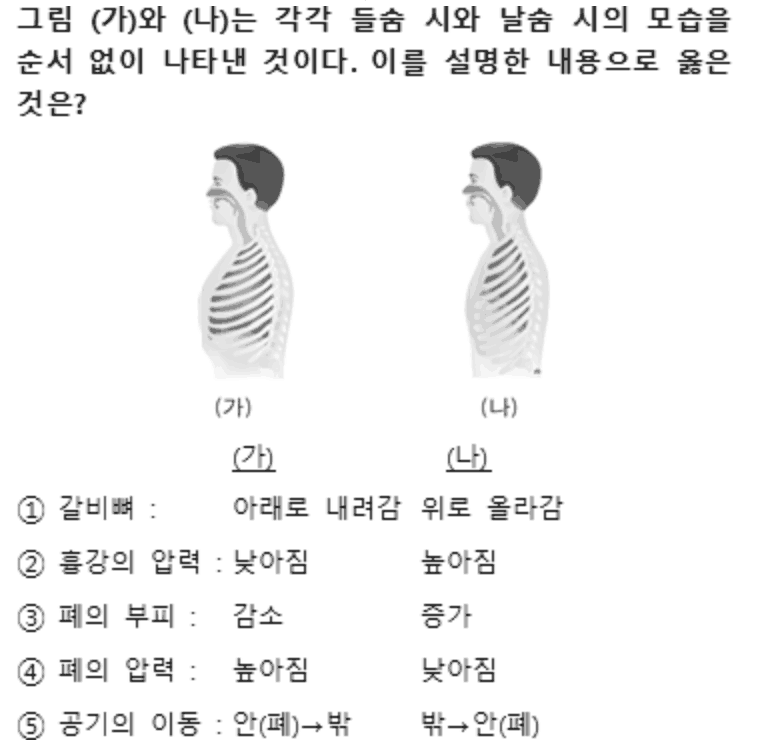 그림 (가)와 (나)는 각각 들숨 시와 날숨 시의 모습을
순서 없이 나타낸 것이다. 이를 설명한 내용으로 옳은
것은?
(가) (나)
(가) (나)
① 갈비뼈 : 아래로 내려감 위로 올라감
② 흉강의 압력 : 낮아짐 높아짐
③ 폐의 부피 : 감소 증가
④ 폐의 압력 : 높아짐 낮아짐
⑤ 공기의 이동 : 안(폐)→밖 밖→안(폐)